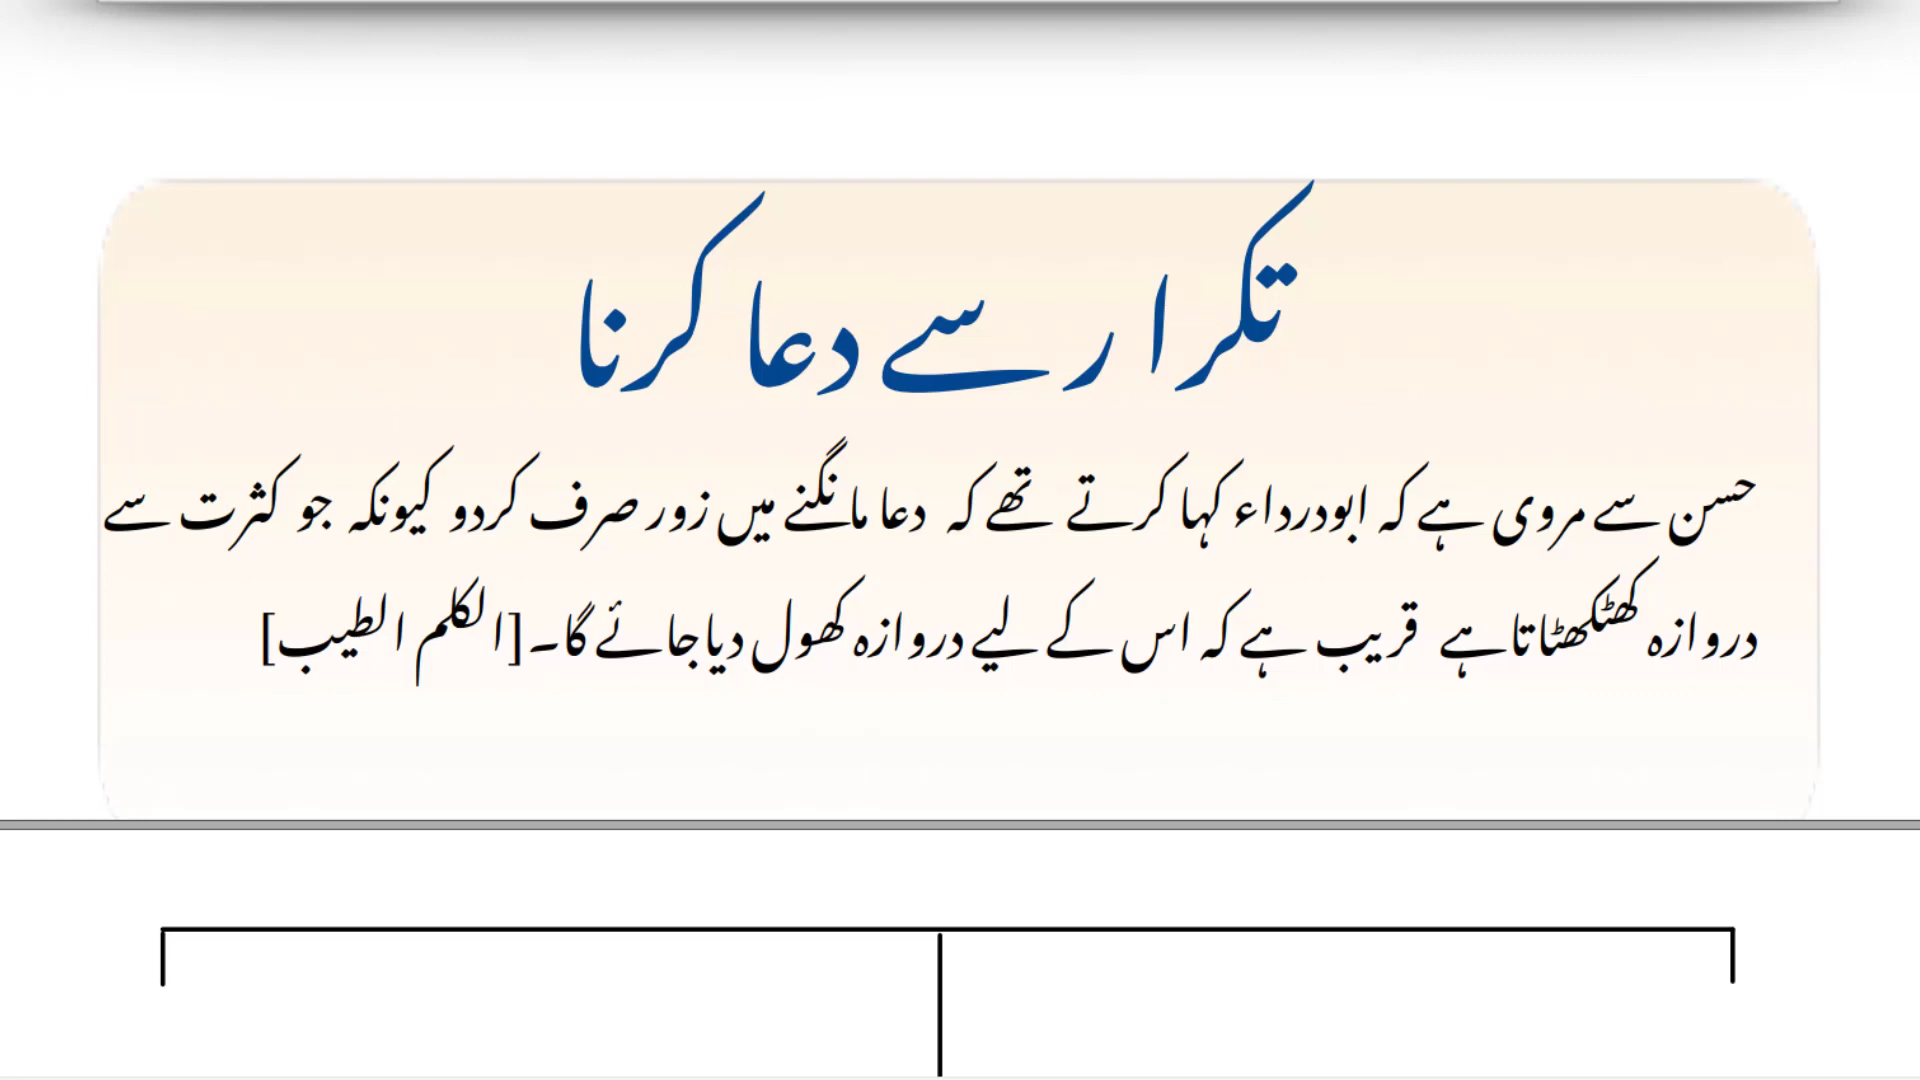 تکرار سے دعا کرنا
حسن سے مروی ہے کہ ابودرداء کہا کرتے تھے کہ دعا مانگنے میں زور صرف کردو کیونکہ جو کثرت سے
دروازہ کھٹکھٹاتا ہے قریب ہے کہ اس کے لیے دروازہ کھول دیا جائے گا۔[الکلم الطیب]